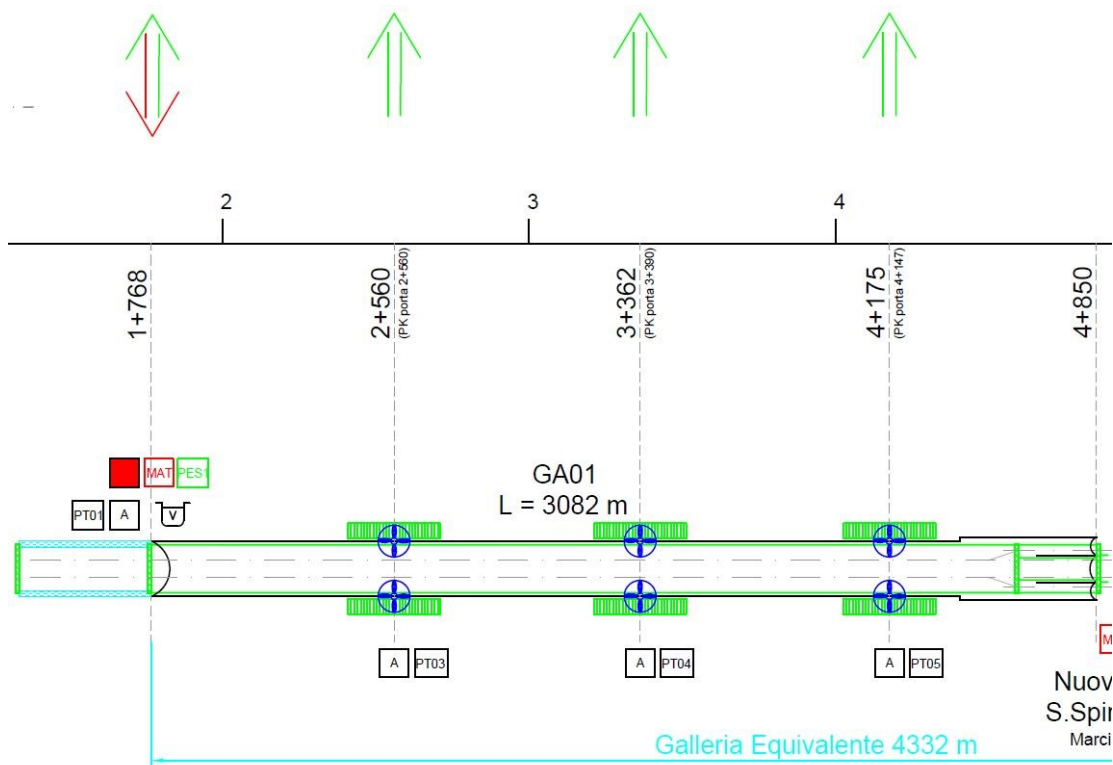 2
3
4
1+768
2+560
(PK porta 2+560)
3+362
(PK porta 3+390)
4+175
(PK porta 4+147)
4+850
MAT PES1
PT01 A V
GA01
L = 3082 m
A PT03
A PT04
A PT05
M
Nuov
S.Spir
Marci
Galleria Equivalente 4332 m